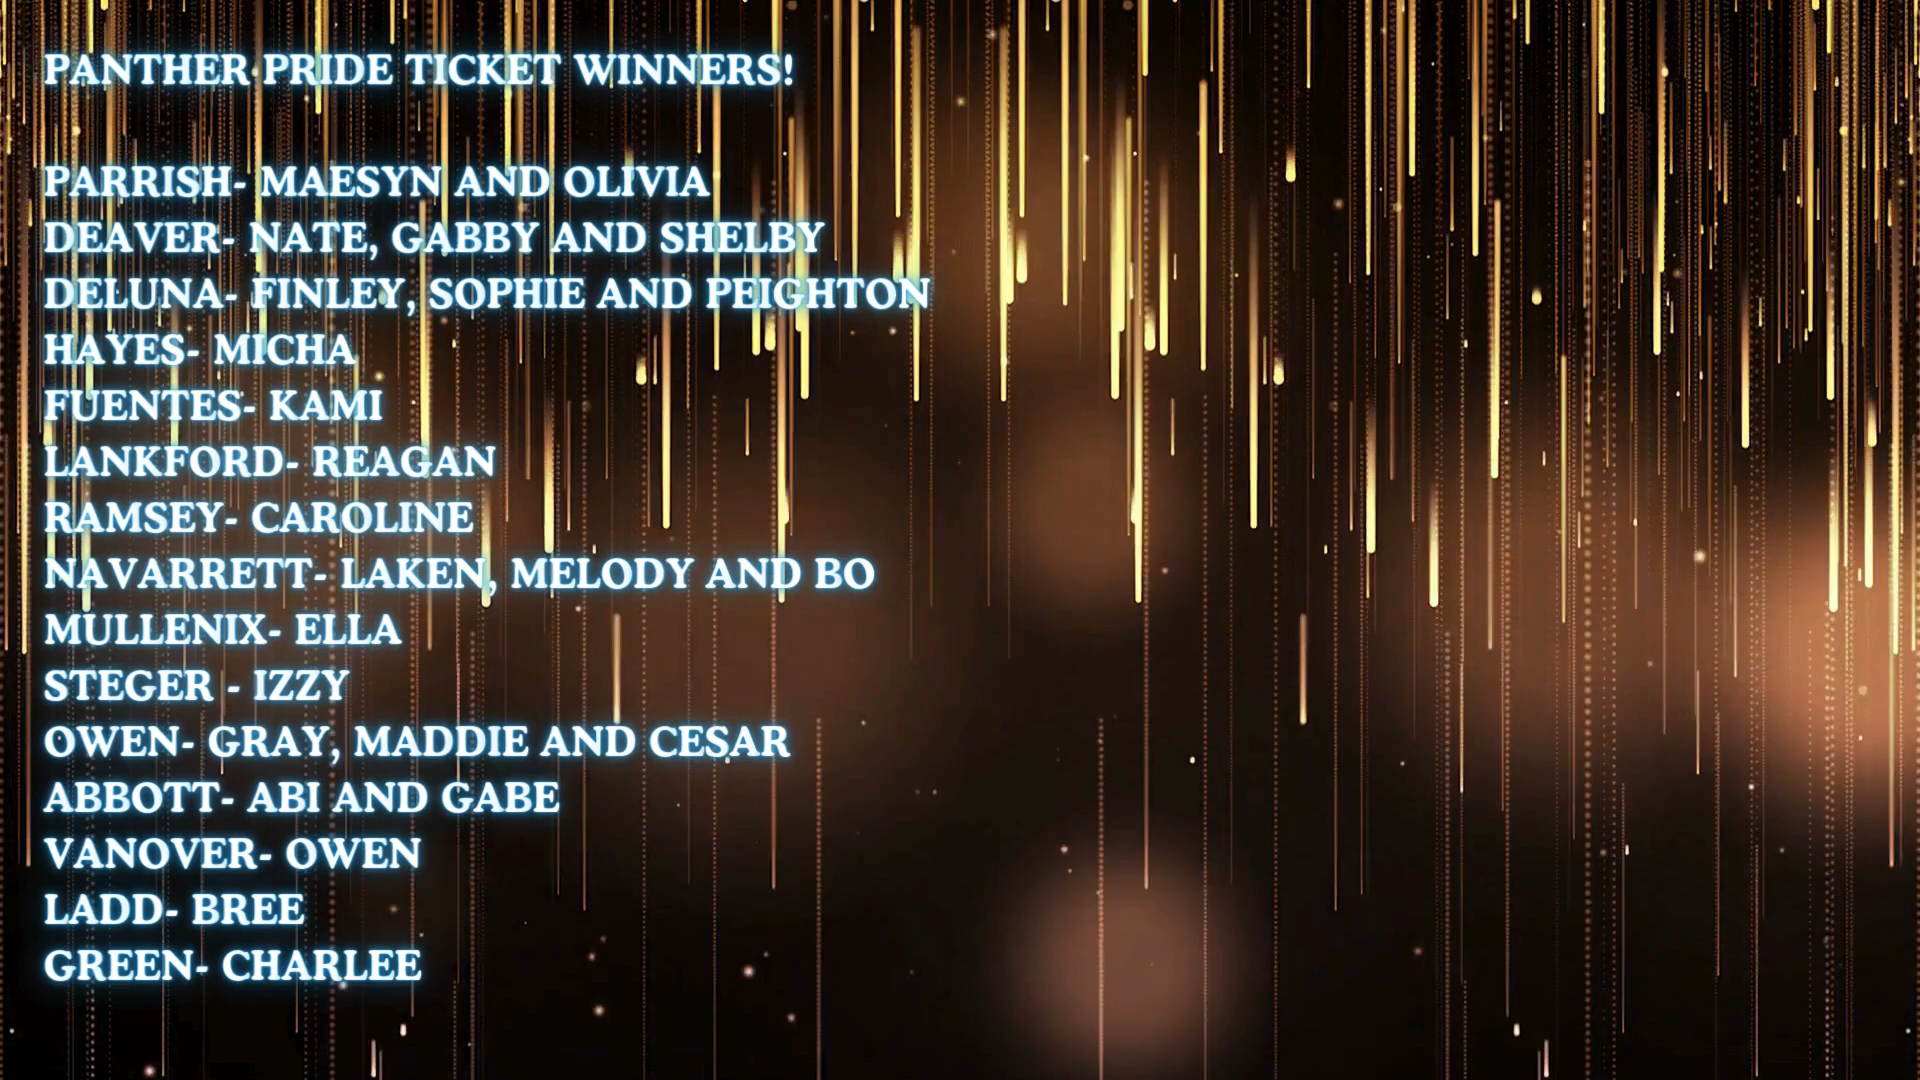 PANTHER PRIDE TICKET WINNERS!
PARRISH- MAESYN AND OLIVIA
DEAVER- NATE, GABBY AND SHELBY
DELUNA- FINLEY, SOPHIE AND PEIGHTON
HAYES- MICHA
FUENTES- KAMI
LANKFORD- REAGAN
RAMSEY- CAROLINE
NAVARRETT- LAKEN, MELODY AND BO
MULLENIX- ELLA
STEGER - IZZY
OWEN- GRAY, MADDIE AND CESAR
ABBOTT- ABI AND GABE
VANOVER- OWEN
LADD- BREE
GREEN- CHARLEE